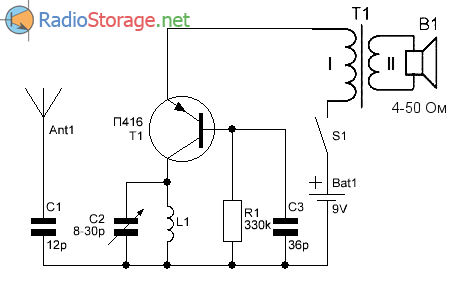 RadioStorage.net
T1
B1
I
II
4-50 Ом
П416
T1
Ant1
S1
Bat1
9V
C1
12p
C2
8-30p
L1
R1
330k
C3
36p